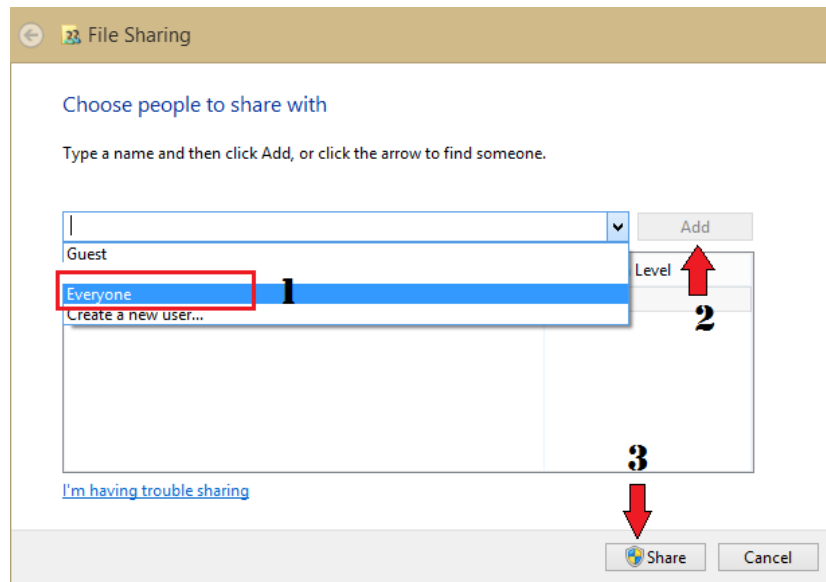 File Sharing
Choose people to share with
Type a name and then click Add, or click the arrow to find someone.
Add
Guest
Level
Everyone 1
2
Create a new user...
3
I'm having trouble sharing
Share Cancel